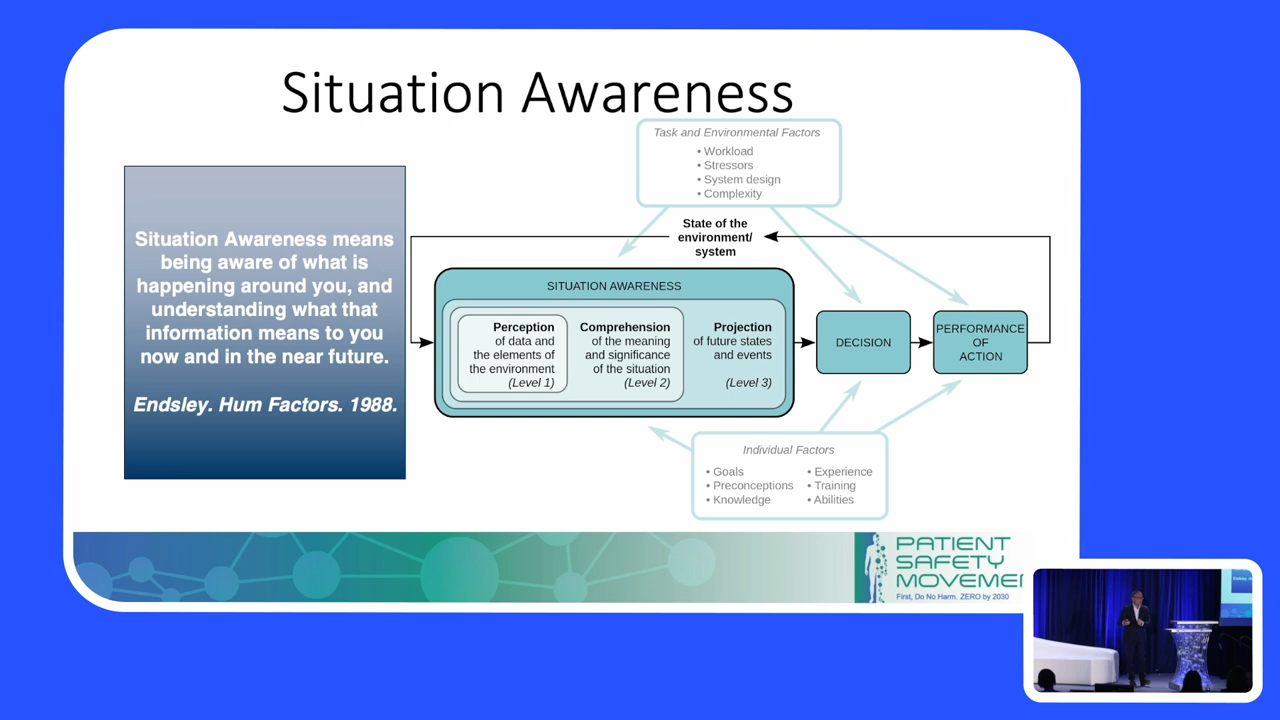 Situation Awareness
Situation Awareness means
being aware of what is
happening around you, and
understanding what that
information means to you
now and in the near future.
Endsley. Hum Factors. 1988.
Task and Environmental Factors
• Workload
• Stressors
• System design
• Complexity
State of the
environment/
system
SITUATION AWARENESS
Perception
of data and
the elements of
the environment
(Level 1)
Comprehension
of the meaning
and significance
of the situation
(Level 2)
Projection
of future states
and events
(Level 3)
DECISION
PERFORMANCE
OF
ACTION
Individual Factors
• Goals
• Preconceptions
• Knowledge
• Experience
• Training
• Abilities
PATIENT
SAFETY
MOVEME
First, Do No Harm. ZERO by 2030